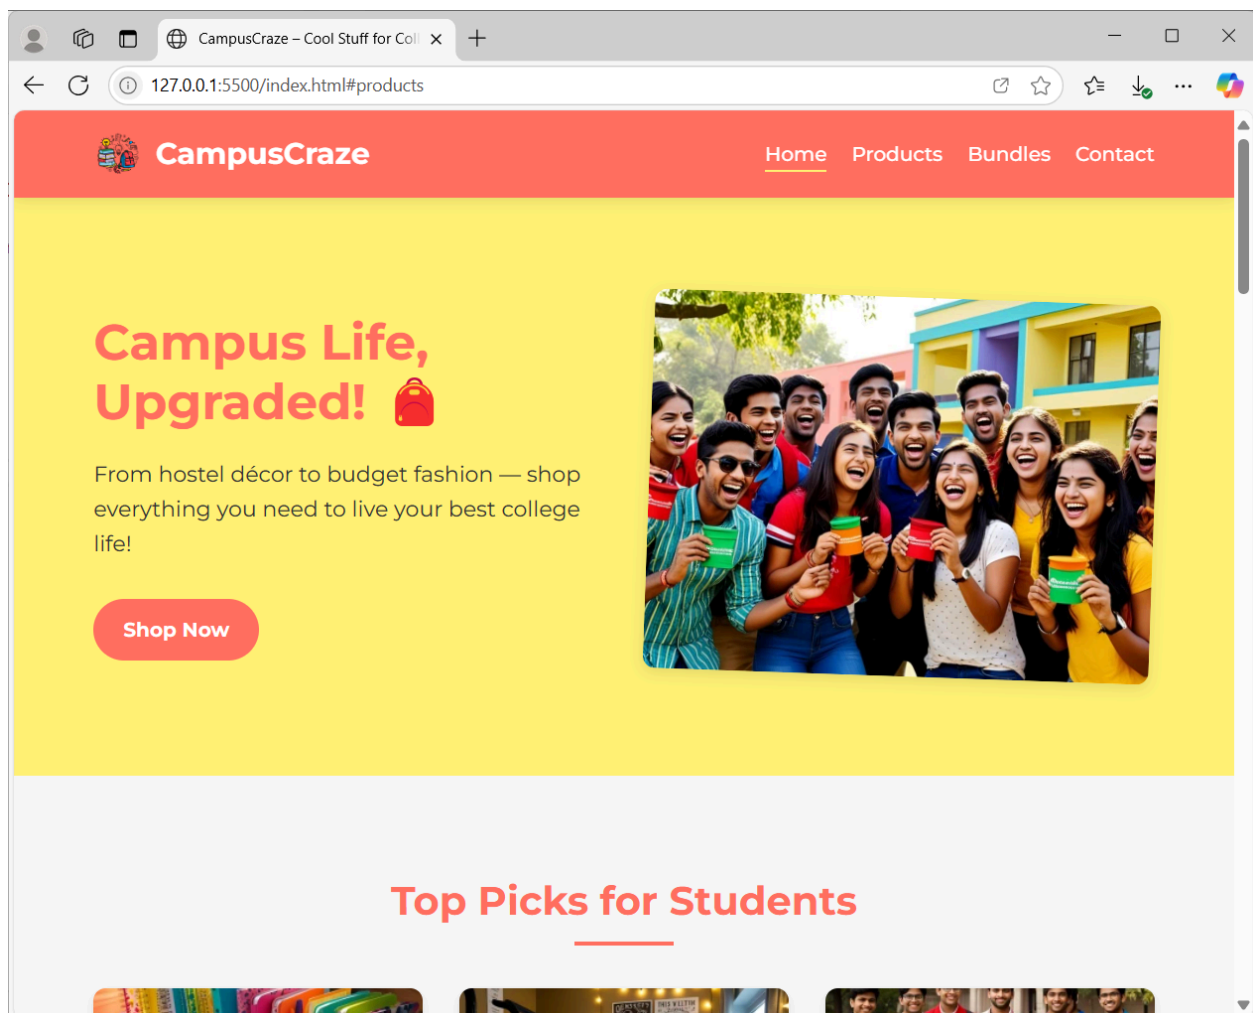 CampusCraze – Cool Stuff for Coll
127.0.0.1:5500/index.html#products
CampusCraze
Home Products Bundles Contact
Campus Life,
Upgraded!
From hostel décor to budget fashion — shop
everything you need to live your best college
life!
Shop Now
Top Picks for Students